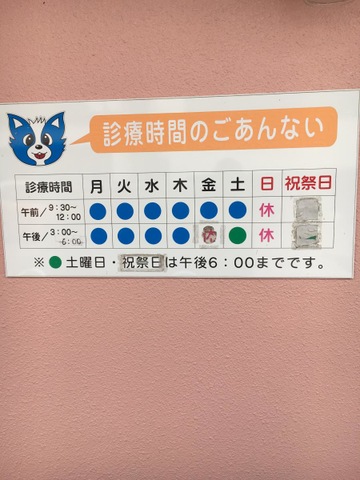 診療時間のごあんない
診療時間 月 火 水 木 金 土 日 祝祭日
午前/9:30~12:00 ● ● ● ● ● ● 休
午後/3:00~6:00 ● ● ● ● ● 休
※●土曜日・祝祭日は午後6:00までです。